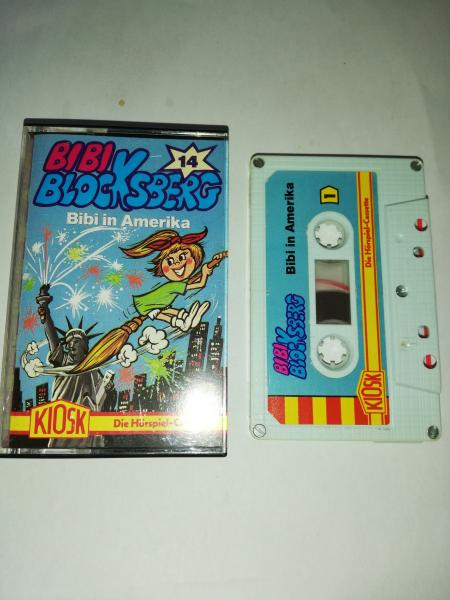 BIBI
14
BLOCKSBERG
Bibi in Amerika
KIOSK
Die Hörspiel-C
BIBI
BLOCKSBERG
Bibi in Amerika
1
KIOSK
Die Hörspiel-Cassette